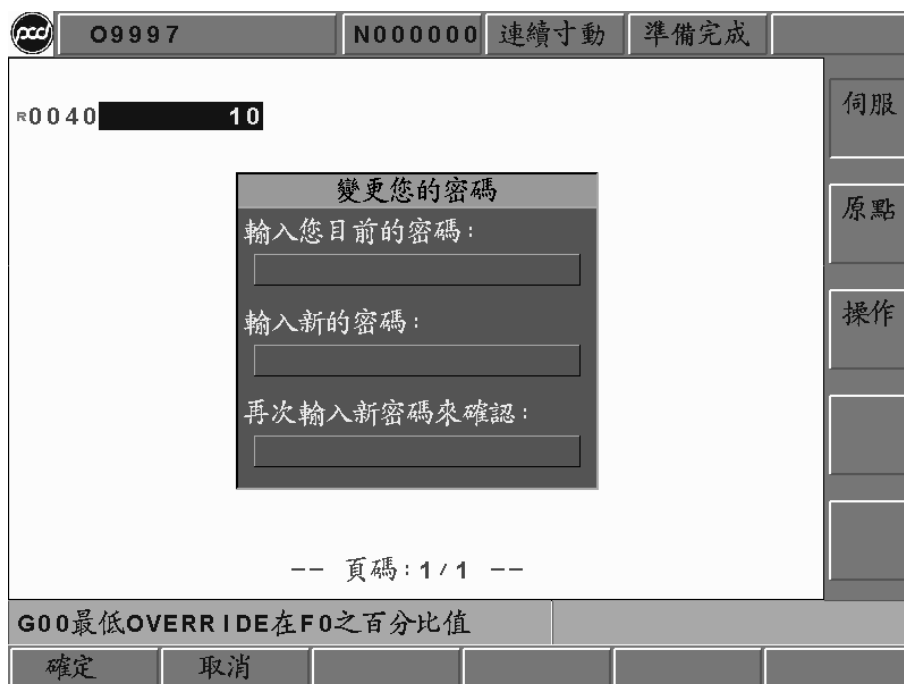 pcd O9997 N000000 連續寸動 準備完成
R0040 10
伺服
原點
操作
變更您的密碼
輸入您目前的密碼:
輸入新的密碼:
再次輸入新密碼來確認:
-- 頁碼:1/1 --
G00最低OVERRIDE在F0之百分比值
確定 取消